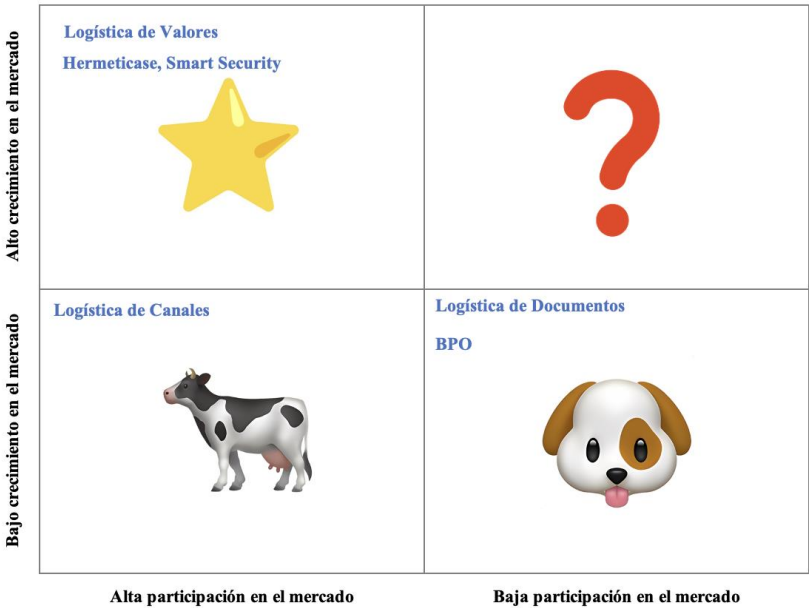 Alto crecimiento en el mercado
Logística de Valores
Hermeticase, Smart Security
Bajo crecimiento en el mercado
Logística de Canales
Logística de Documentos
BPO
Alta participación en el mercado
Baja participación en el mercado